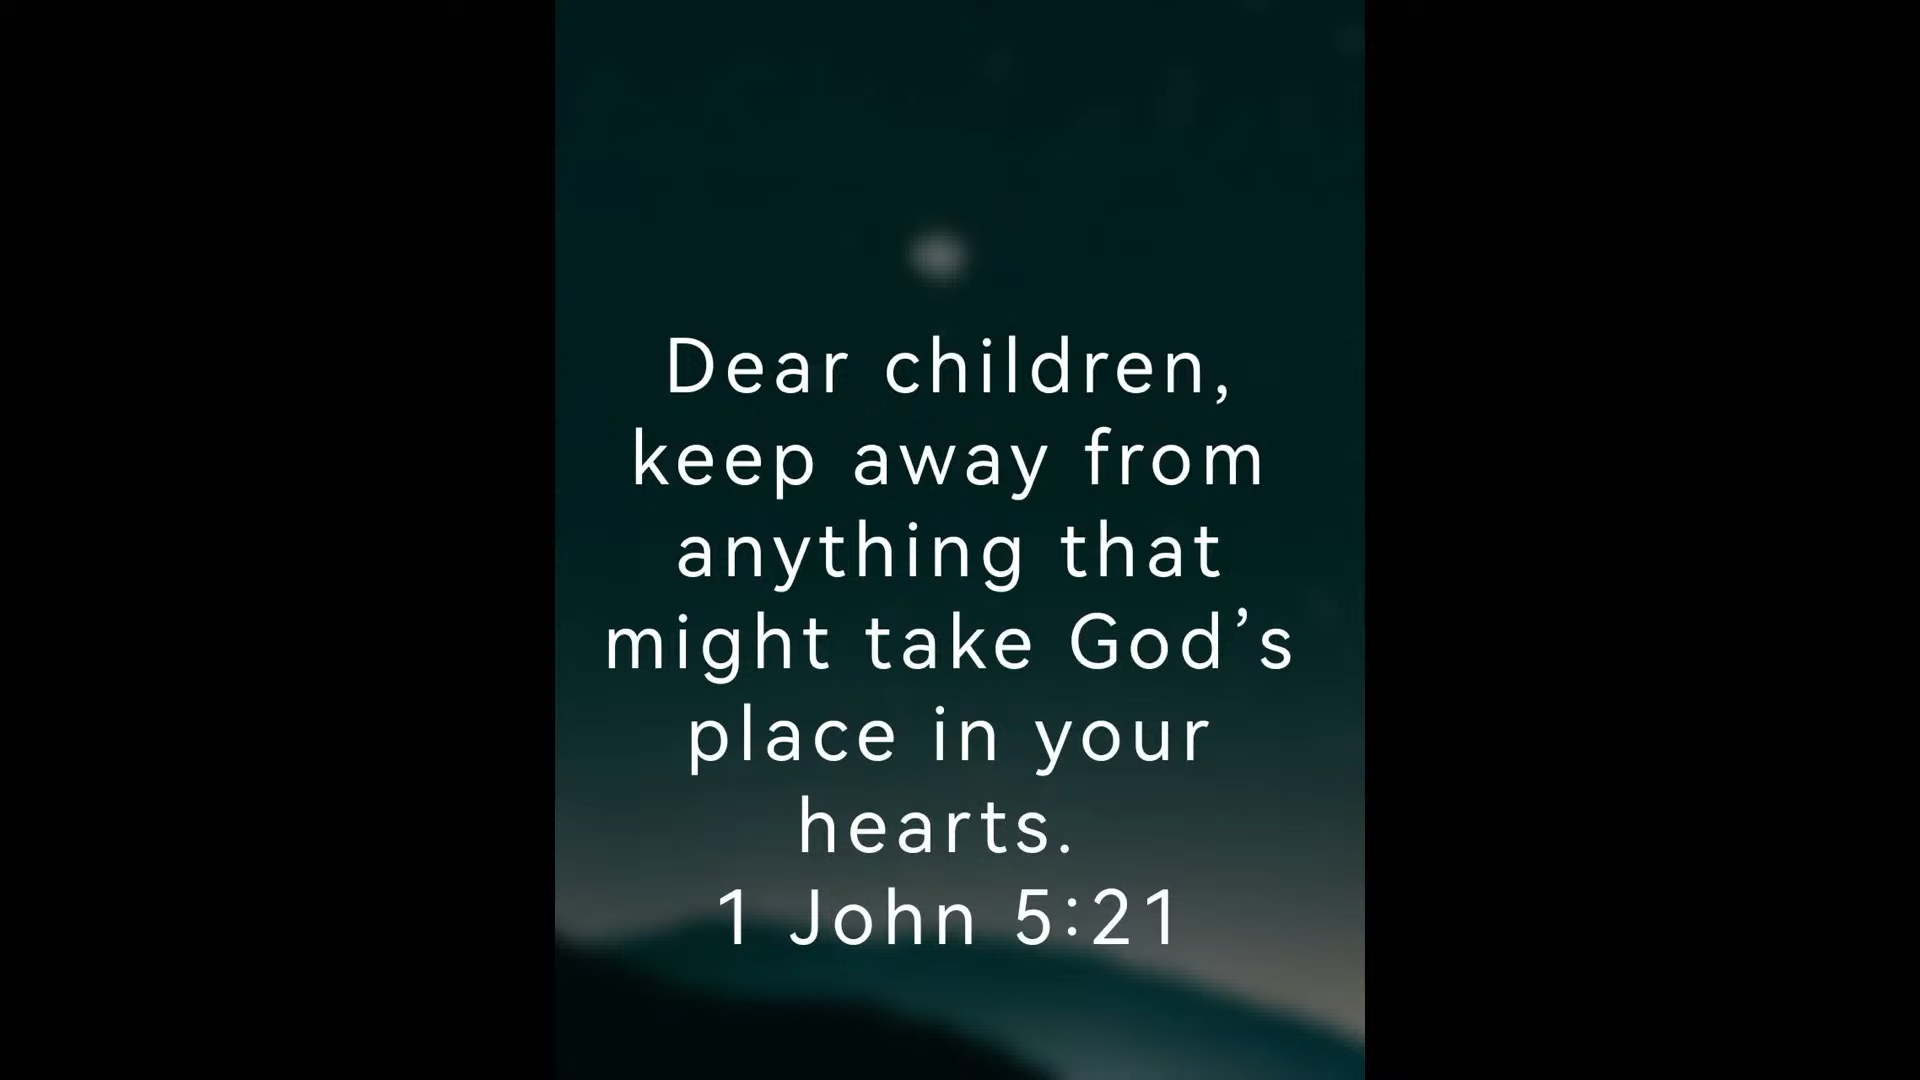 Dear children,
keep away from
anything that
might take God’s
place in your
hearts.
1 John 5:21